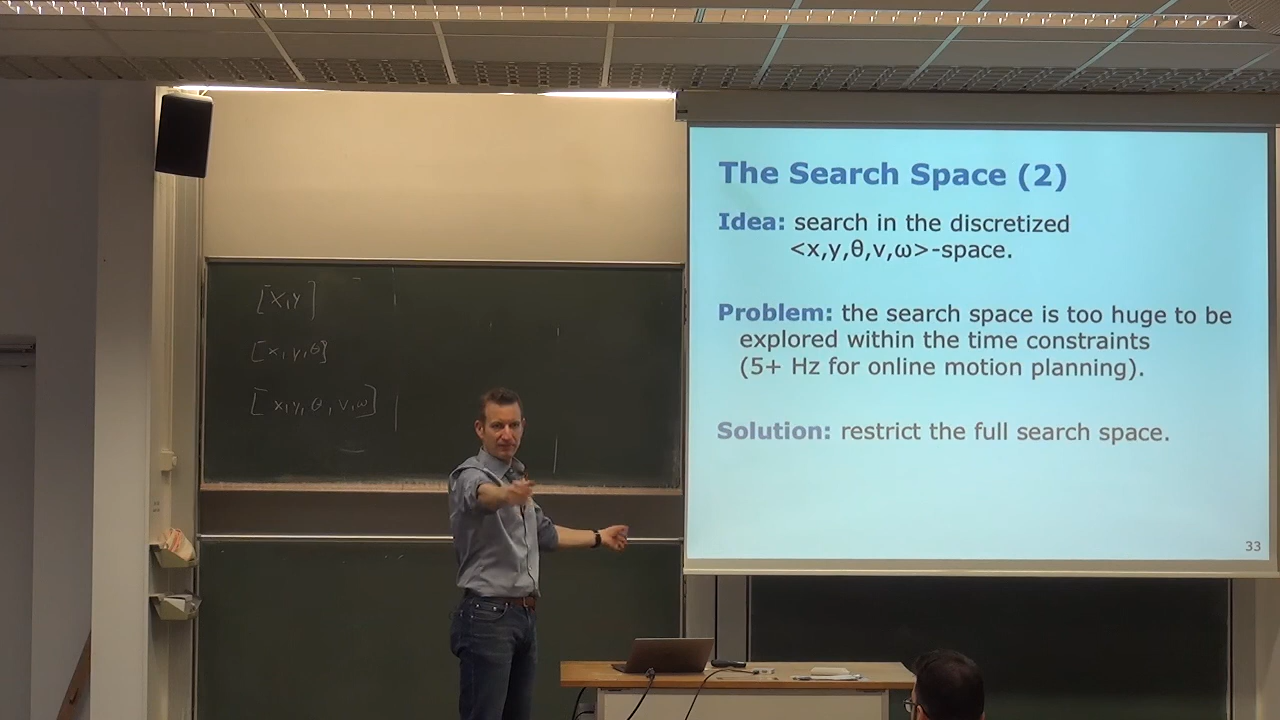 [x,y]
[x,y,θ]
[x,y,θ,v,ω]
The Search Space (2)
Idea: search in the discretized
<x,y,θ,v,ω>-space.
Problem: the search space is too huge to be
explored within the time constraints
(5+ Hz for online motion planning).
Solution: restrict the full search space.
33